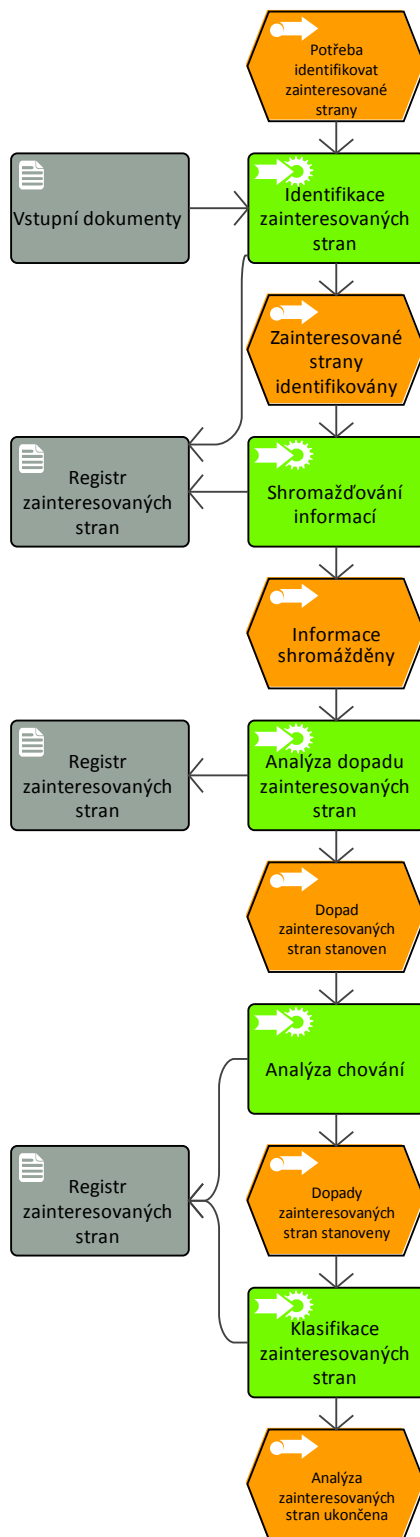 Potřeba
identifikovat
zainteresované
strany
Vstupní dokumenty
Identifikace
zainteresovaných
stran
Zainteresované
strany
identifikovány
Registr
zainteresovaných
stran
Shromažďování
informací
Informace
shromážděny
Registr
zainteresovaných
stran
Analýza dopadu
zainteresovaných
stran
Dopad
zainteresovaných
stran stanoven
Analýza chování
Registr
zainteresovaných
stran
Dopady
zainteresovaných
stran stanoveny
Klasifikace
zainteresovaných
stran
Analýza
zainteresovaných
stran ukončena